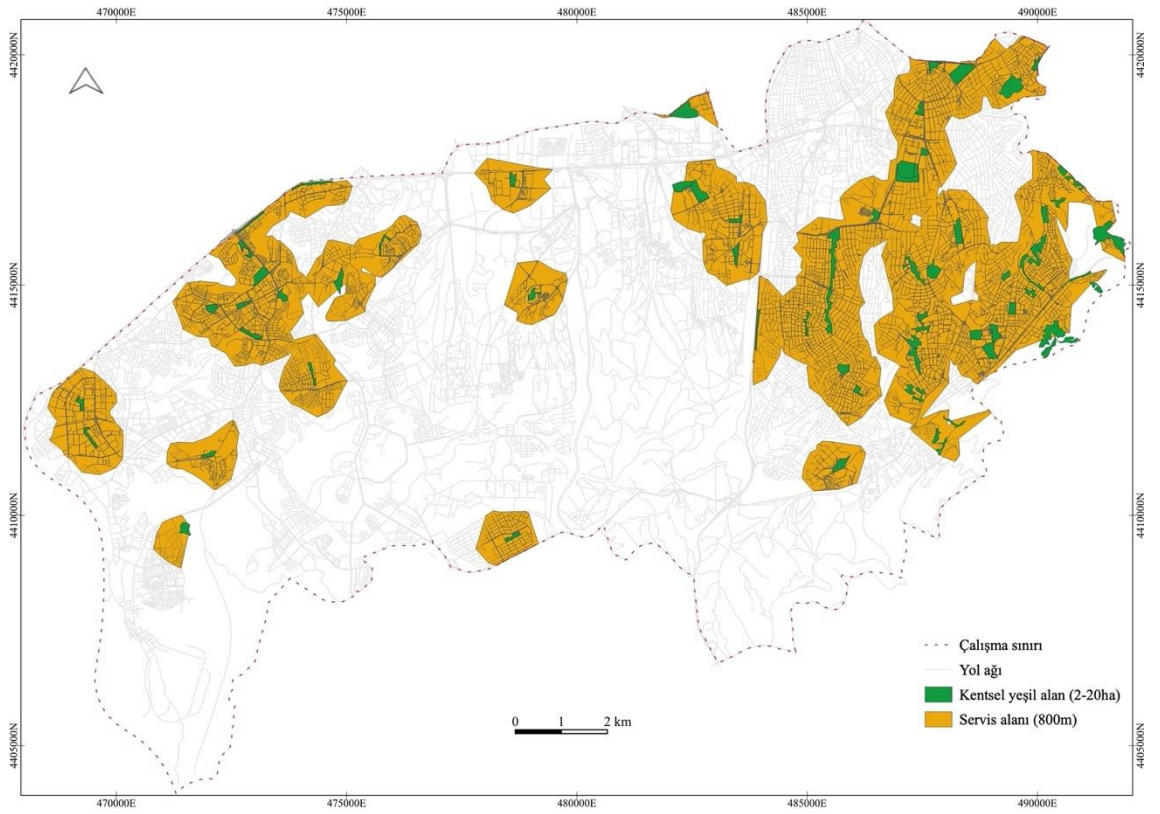 470000E
475000E
480000E
485000E
490000E
4420000N
4420000N
4415000N
4415000N
4410000N
4410000N
4405000N
4405000N
Çalışma sınırı
Yol ağı
Kentsel yeşil alan (2-20ha)
Servis alanı (800m)
0 1 2 km
470000E
475000E
480000E
485000E
490000E